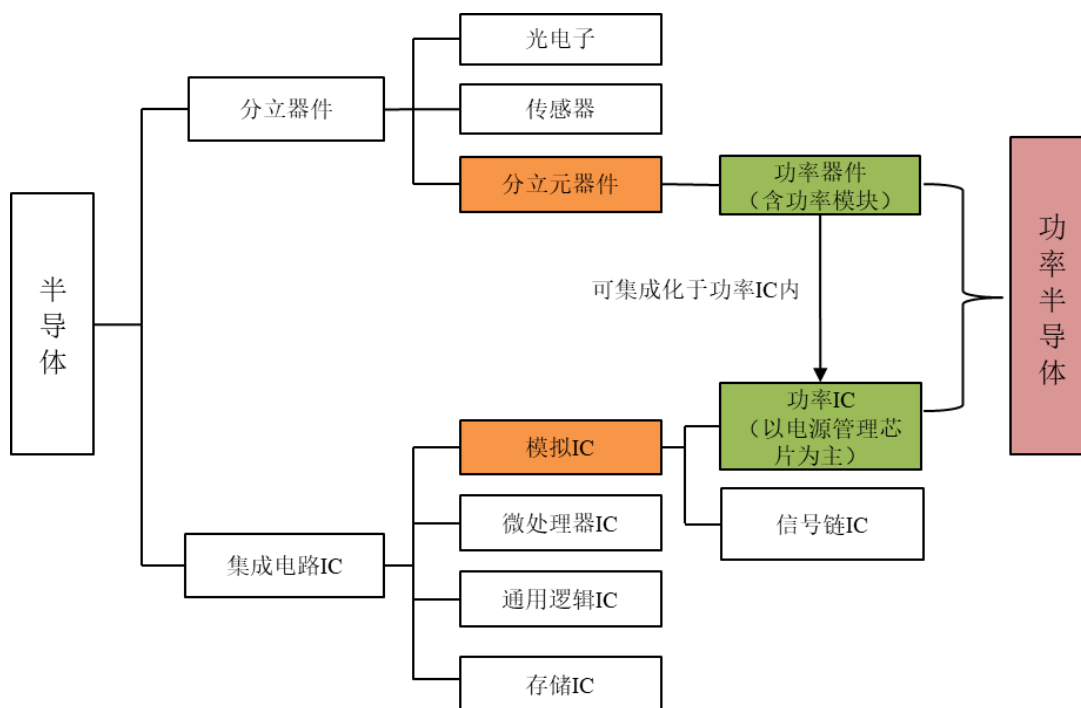 光电子
分立器件
传感器
分立元器件
功率器件
（含功率模块）
半导体
可集成化于功率IC内
功率半导体
功率IC
（以电源管理芯
片为主）
模拟IC
微处理器IC
信号链IC
集成电路IC
通用逻辑IC
存储IC